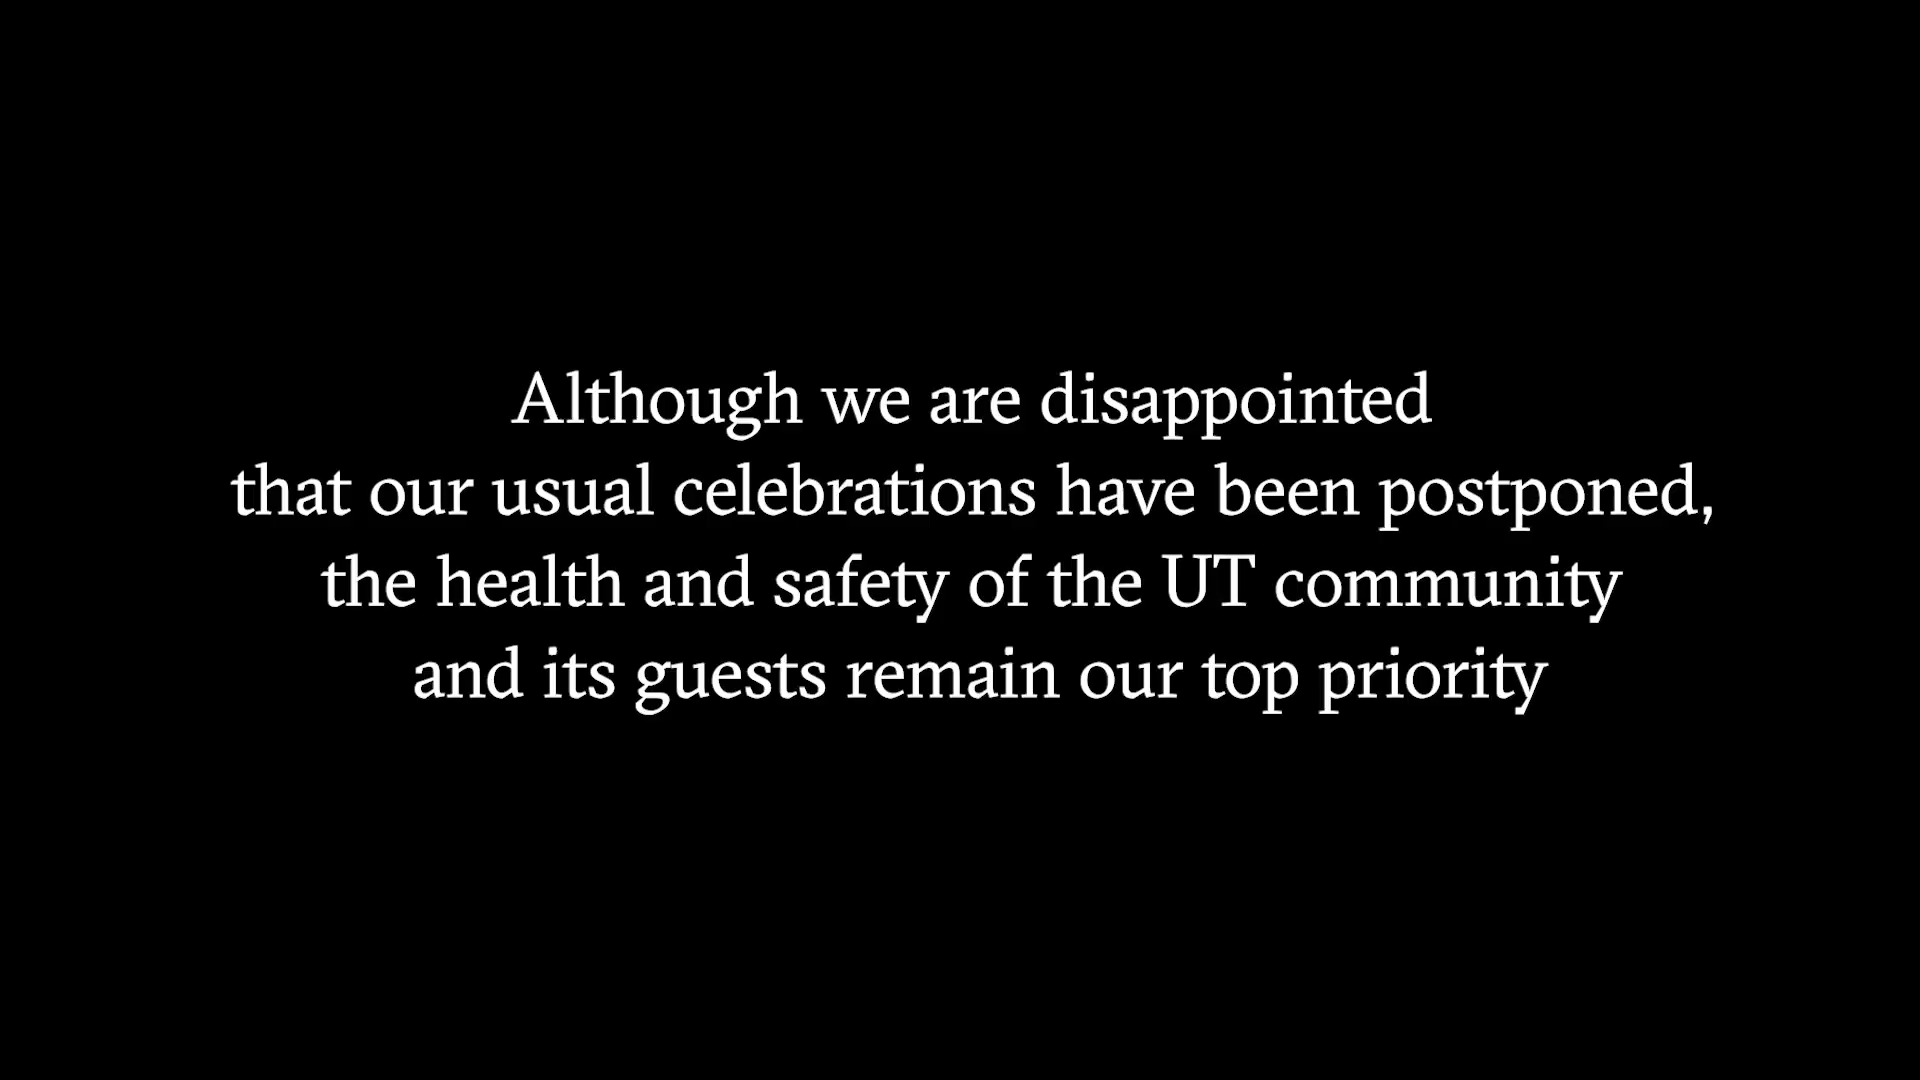 Although we are disappointed
that our usual celebrations have been postponed,
the health and safety of the UT community
and its guests remain our top priority